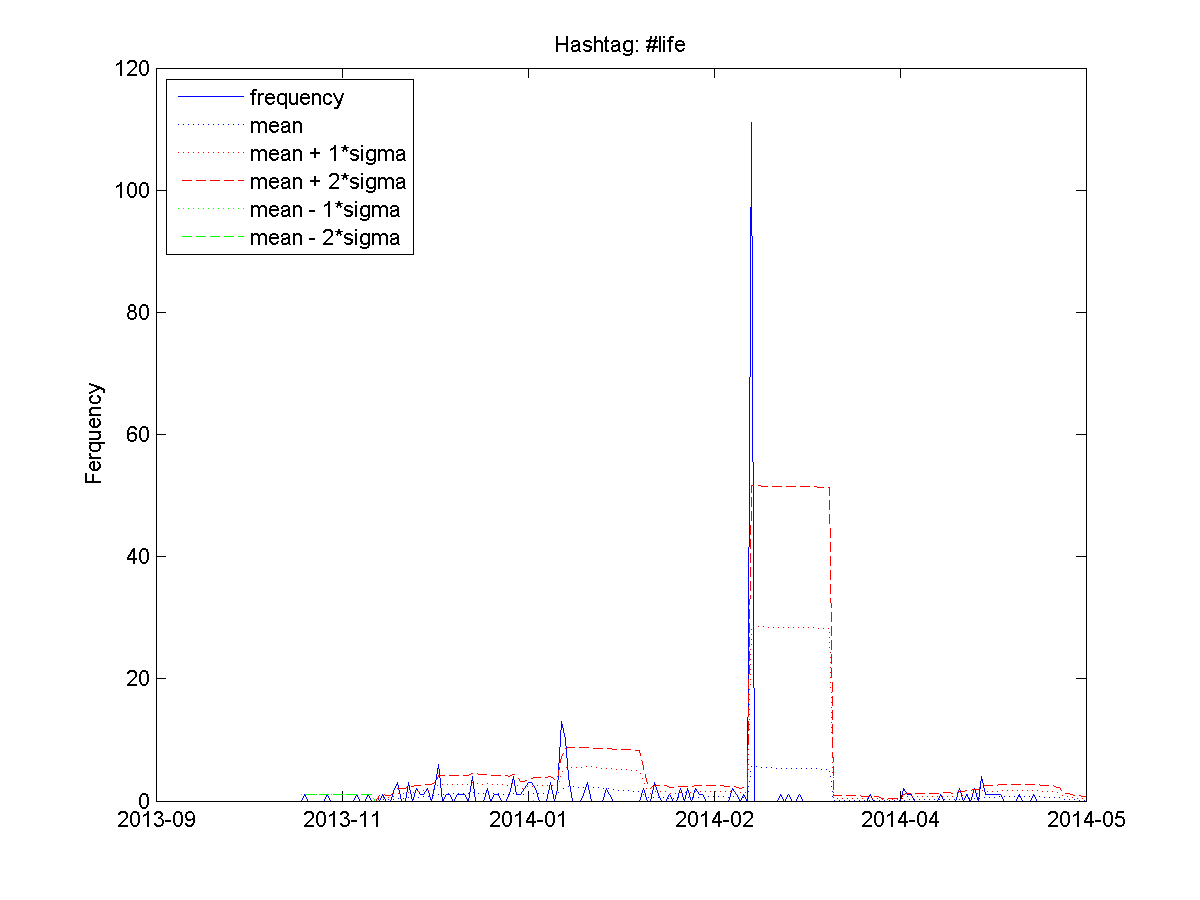 Hashtag: #life
120
100
80
60
40
20
0
Ferquency
frequency
mean
mean + 1*sigma
mean + 2*sigma
mean - 1*sigma
mean - 2*sigma
2013-09 2013-11 2014-01 2014-02 2014-04 2014-05